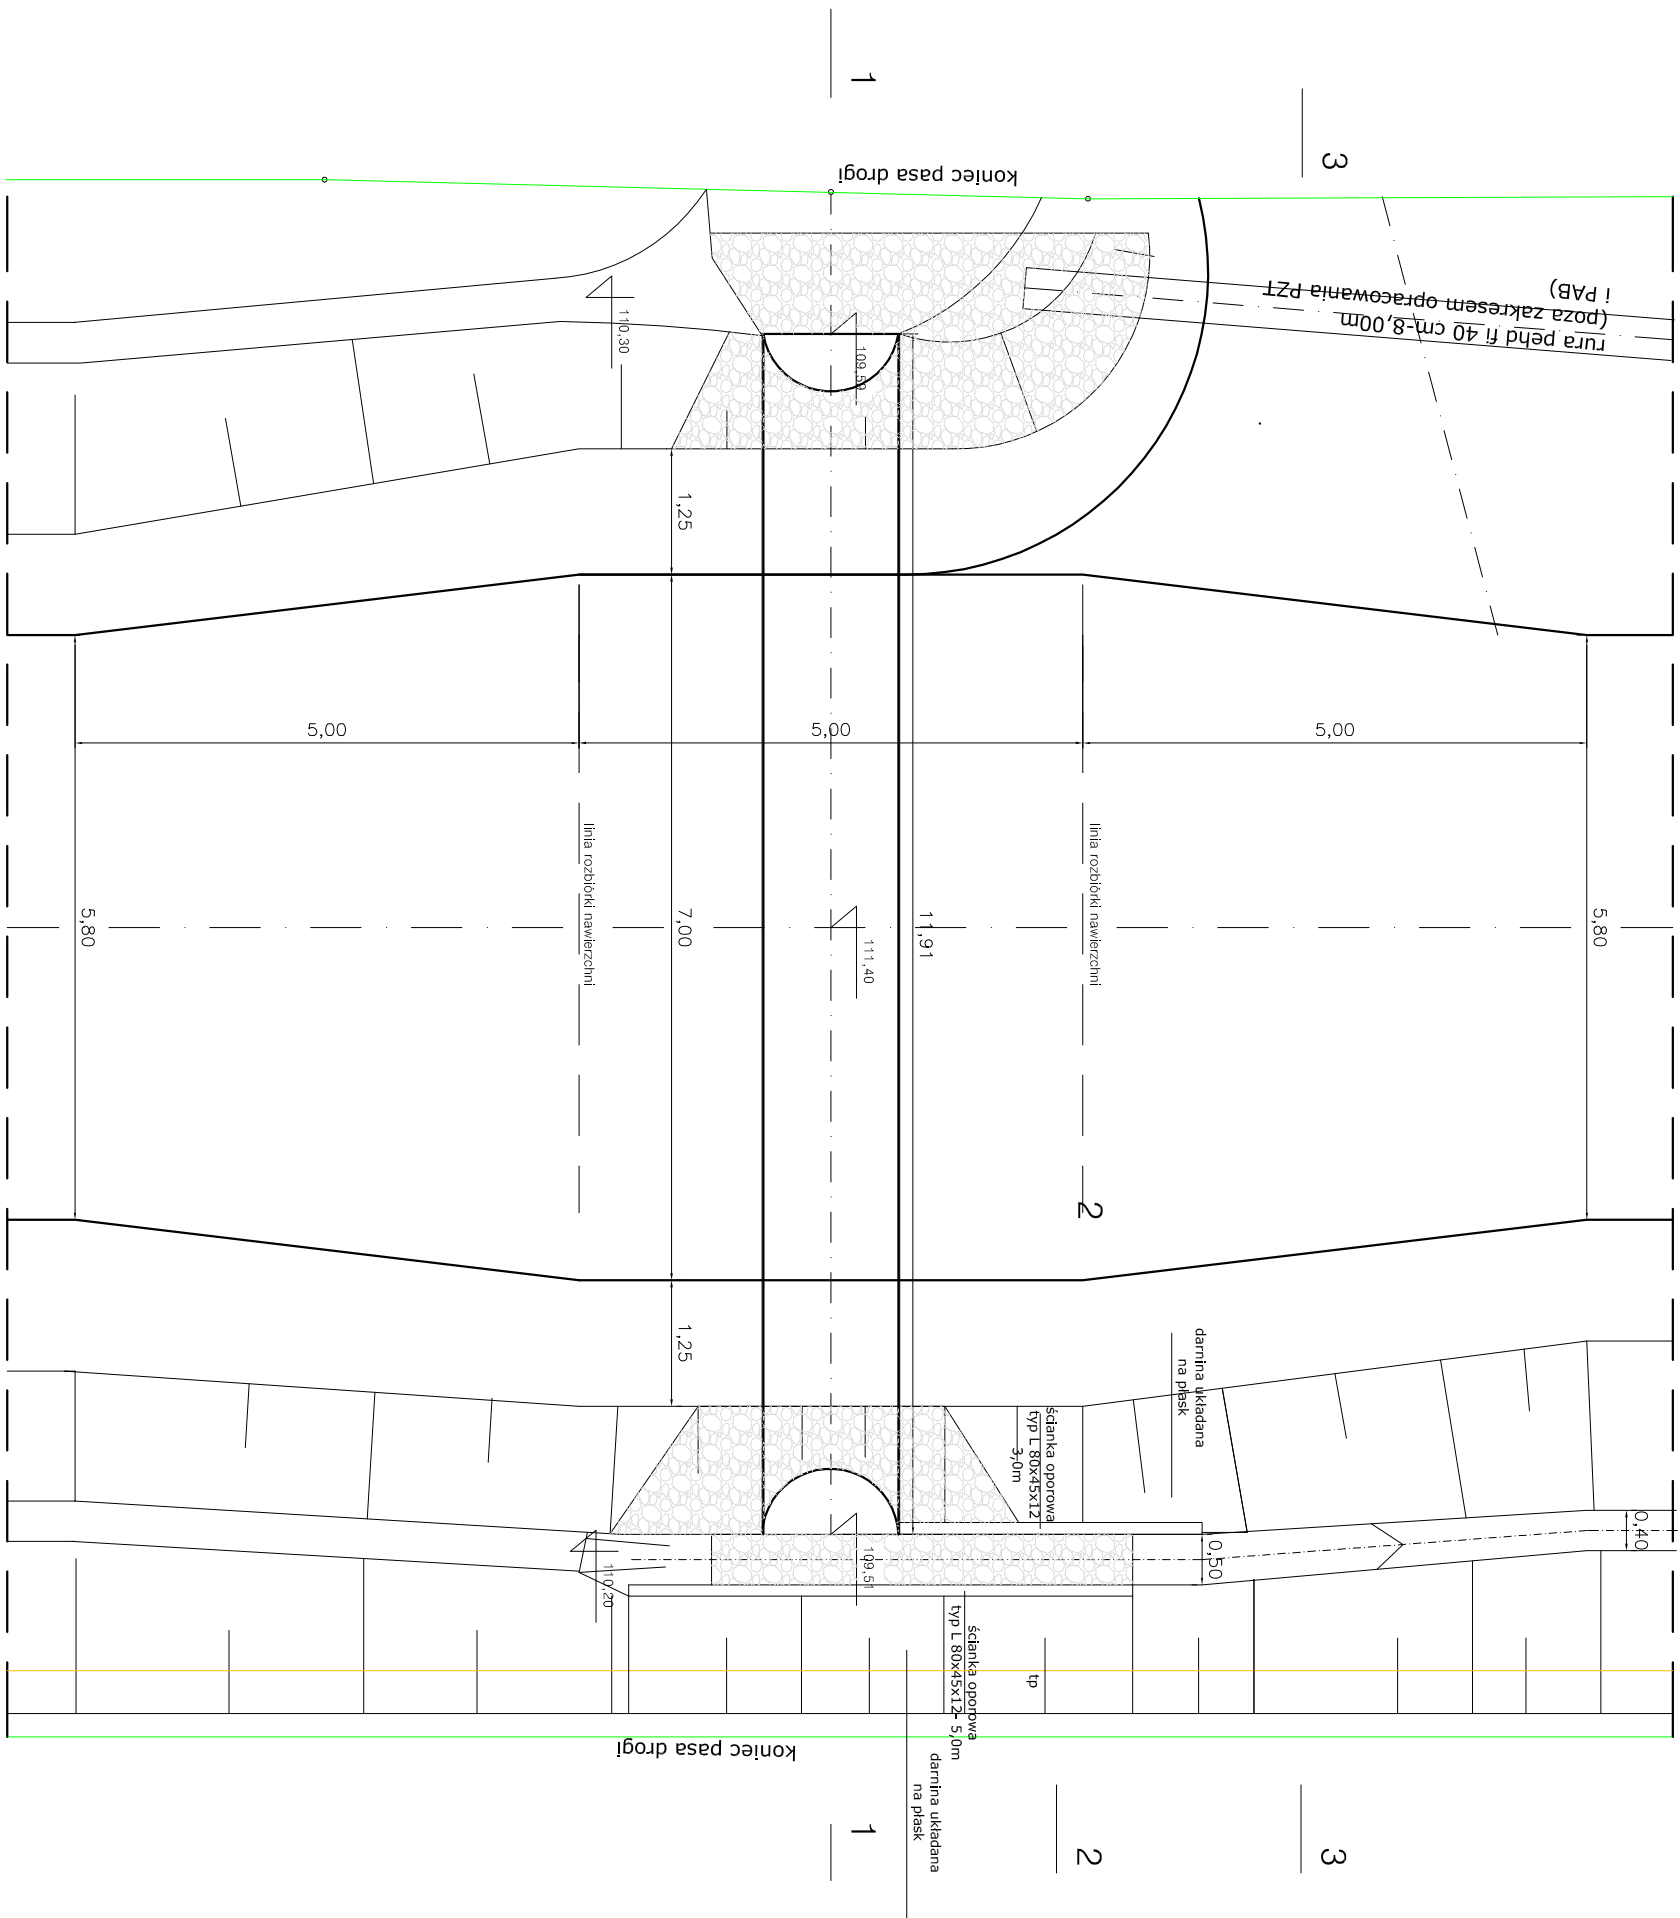 1
3
koniec pasa drogi
rura pehd fi 40 cm-8,00m
(poza zakresem opracowania PZT
i PAB)
110,30
109,59
1,25
5,00
5,00
5,00
linia rozbiórki nawierzchni
linia rozbiórki nawierzchni
5,80
7,00
11,91
111,40
5,80
2
1,25
darnina układana
na płask
ścianka oporowa
typ L 80x45x12
3,0m
0,40
0,50
109,51
110,20
ścianka oporowa
typ L 80x45x12- 5,0m
tp
koniec pasa drogi
darnina układana
na płask
1
2
3